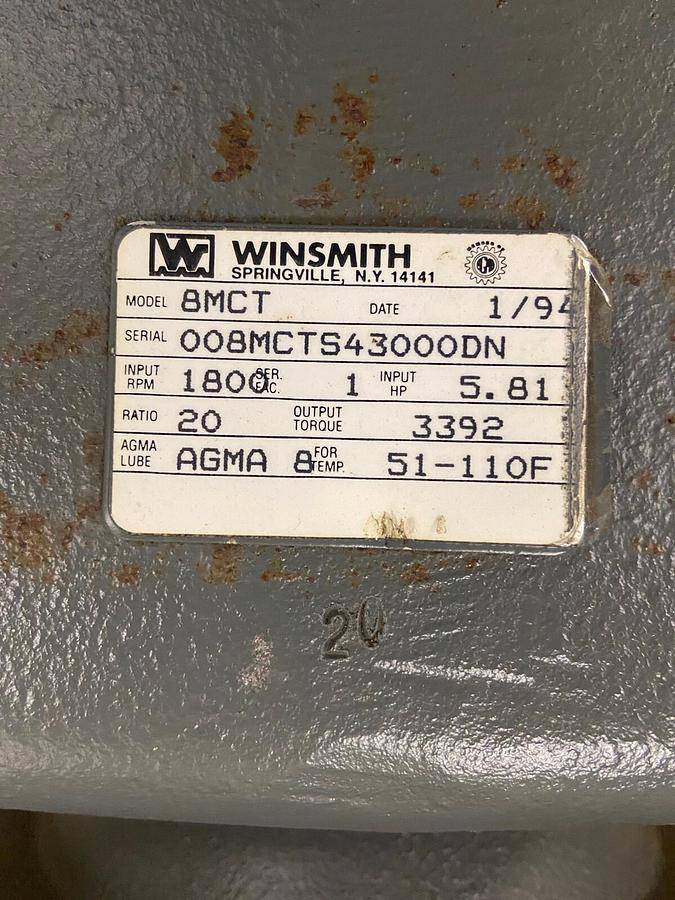 W WINSMITH
SPRINGVILLE, N.Y. 14141
MODEL 8MCT DATE 1/94
SERIAL 008MCTS43000DN
INPUT RPM 1800 SER. FAC. 1 INPUT HP 5.81
RATIO 20 OUTPUT TORQUE 3392
AGMA LUBE AGMA 8 FOR TEMP. 51-110F
20